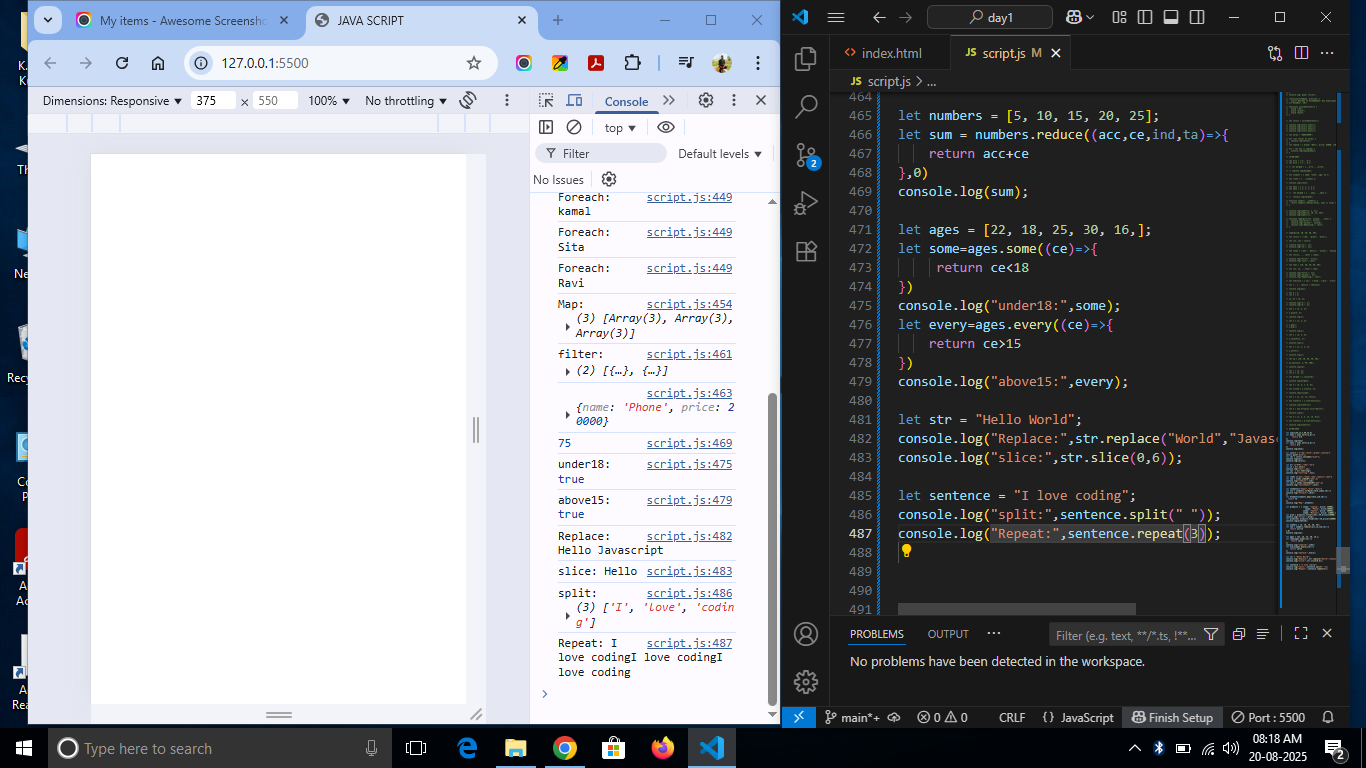 My items - Awesome Screensho
JAVA SCRIPT
127.0.0.1:5500
Dimensions: Responsive
375
×
550
100%
No throttling
Console
top
Filter
Default levels
No Issues
Foreach: script.js:449
kamal
Foreach: script.js:449
Sita
Foreach: script.js:449
Ravi
Map: script.js:454
(3) [Array(3), Array(3),
Array(3)]
filter: script.js:461
(2) [{…}, {…}]
script.js:463
{name: 'Phone', price: 2
0000}
75 script.js:469
under18: script.js:475
true
above15: script.js:479
true
Replace: script.js:482
Hello Javascript
slice: Hello script.js:483
split: script.js:486
(3) ['I', 'love', 'codin
g']
Repeat: I script.js:487
love codingI love codingI
love coding
day1
index.html
JS script.js M
JS script.js > ...
464
465 let numbers = [5, 10, 15, 20, 25];
466 let sum = numbers.reduce((acc,ce,ind,ta)=>{
467 return acc+ce
468 },0)
469 console.log(sum);
470
471 let ages = [22, 18, 25, 30, 16,];
472 let some=ages.some((ce)=>{
473 return ce<18
474 })
475 console.log("under18:",some);
476 let every=ages.every((ce)=>{
477 return ce>15
478 })
479 console.log("above15:",every);
480
481 let str = "Hello World";
482 console.log("Replace:",str.replace("World","Javasc
483 console.log("slice:",str.slice(0,6));
484
485 let sentence = "I love coding";
486 console.log("split:",sentence.split(" "));
487 console.log("Repeat:",sentence.repeat(3));
488
489
490
491
2
PROBLEMS
OUTPUT
Filter (e.g. text, **/*.ts, !**...
No problems have been detected in the workspace.
main*+
0 0
CRLF
{} JavaScript
Finish Setup
Port : 5500
Type here to search
08:18 AM
20-08-2025
2